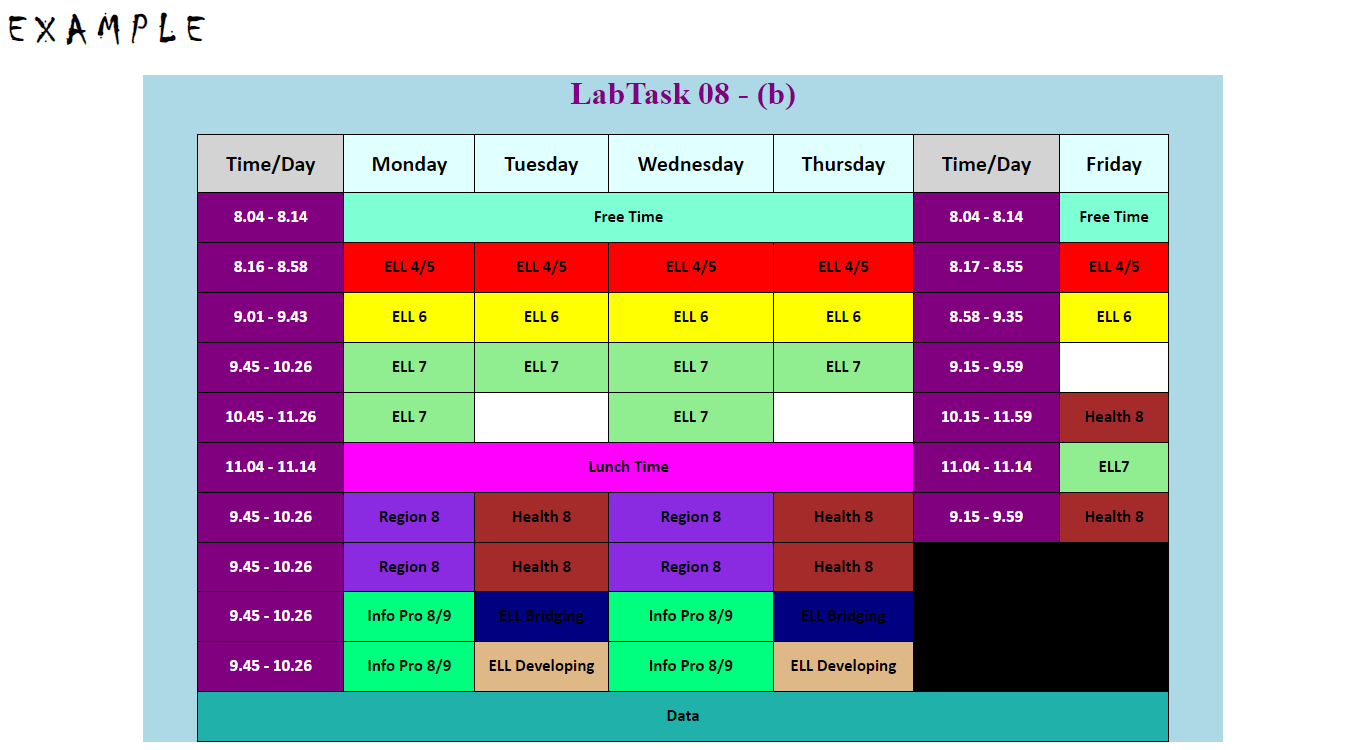 EXAMPLE
LabTask 08 - (b)
Time/Day Monday Tuesday Wednesday Thursday Time/Day Friday
8.04 - 8.14 Free Time 8.04 - 8.14 Free Time
8.16 - 8.58 ELL 4/5 ELL 4/5 ELL 4/5 ELL 4/5 8.17 - 8.55 ELL 4/5
9.01 - 9.43 ELL 6 ELL 6 ELL 6 ELL 6 8.58 - 9.35 ELL 6
9.45 - 10.26 ELL 7 ELL 7 ELL 7 ELL 7 9.15 - 9.59
10.45 - 11.26 ELL 7 ELL 7 10.15 - 11.59 Health 8
11.04 - 11.14 Lunch Time 11.04 - 11.14 ELL7
9.45 - 10.26 Region 8 Health 8 Region 8 Health 8 9.15 - 9.59 Health 8
9.45 - 10.26 Region 8 Health 8 Region 8 Health 8
9.45 - 10.26 Info Pro 8/9 ELL Bridging Info Pro 8/9 ELL Bridging
9.45 - 10.26 Info Pro 8/9 ELL Developing Info Pro 8/9 ELL Developing
Data